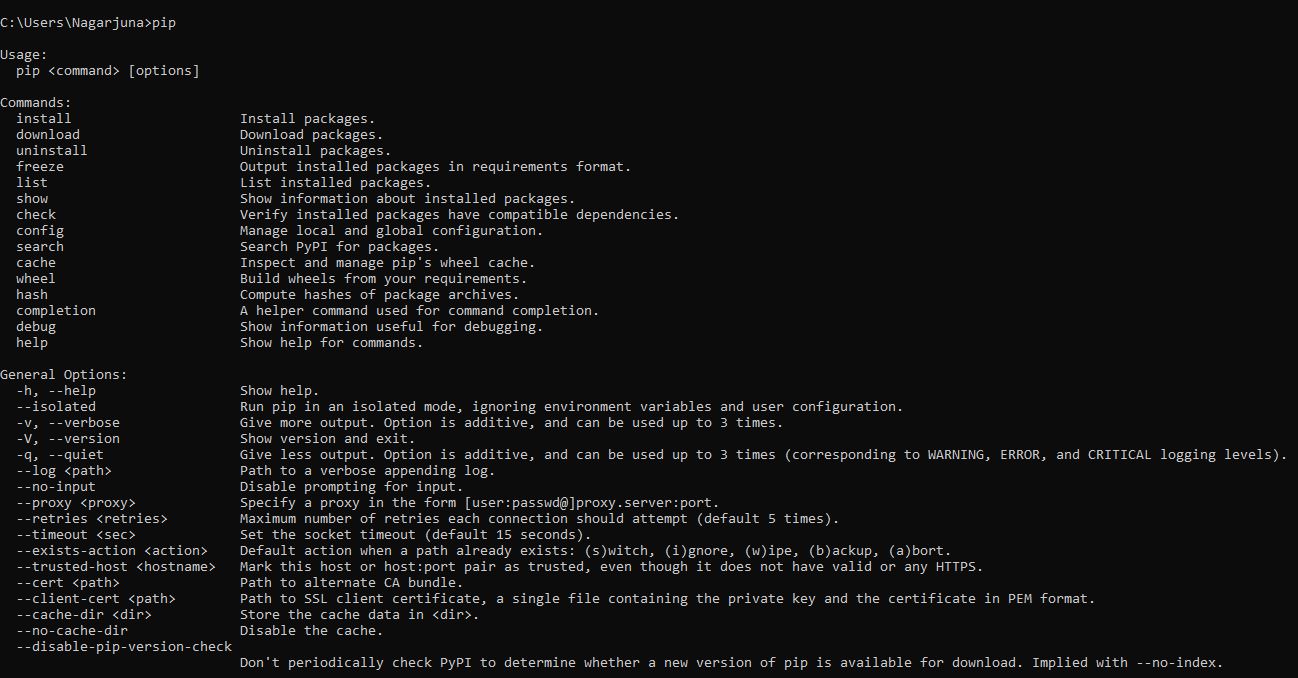 C:\Users\Nagarjuna>pip
Usage:
pip <command> [options]
Commands:
install Install packages.
download Download packages.
uninstall Uninstall packages.
freeze Output installed packages in requirements format.
list List installed packages.
show Show information about installed packages.
check Verify installed packages have compatible dependencies.
config Manage local and global configuration.
search Search PyPI for packages.
cache Inspect and manage pip's wheel cache.
wheel Build wheels from your requirements.
hash Compute hashes of package archives.
completion A helper command used for command completion.
debug Show information useful for debugging.
help Show help for commands.
General Options:
-h, --help Show help.
--isolated Run pip in an isolated mode, ignoring environment variables and user configuration.
-v, --verbose Give more output. Option is additive, and can be used up to 3 times.
-V, --version Show version and exit.
-q, --quiet Give less output. Option is additive, and can be used up to 3 times (corresponding to WARNING, ERROR, and CRITICAL logging levels).
--log <path> Path to a verbose appending log.
--no-input Disable prompting for input.
--proxy <proxy> Specify a proxy in the form [user:passwd@]proxy.server:port.
--retries <retries> Maximum number of retries each connection should attempt (default 5 times).
--timeout <sec> Set the socket timeout (default 15 seconds).
--exists-action <action> Default action when a path already exists: (s)witch, (i)gnore, (w)ipe, (b)ackup, (a)bort.
--trusted-host <hostname> Mark this host or host:port pair as trusted, even though it does not have valid or any HTTPS.
--cert <path> Path to alternate CA bundle.
--client-cert <path> Path to SSL client certificate, a single file containing the private key and the certificate in PEM format.
--cache-dir <dir> Store the cache data in <dir>.
--no-cache-dir Disable the cache.
--disable-pip-version-check
Don't periodically check PyPI to determine whether a new version of pip is available for download. Implied with --no-index.